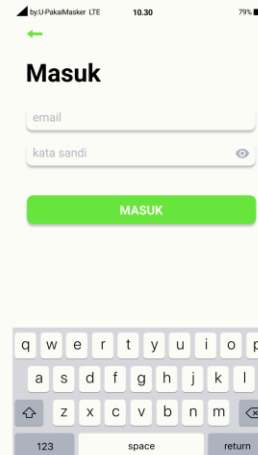 by.U-PakaiMasker LTE 10.30 79%
Masuk
email
kata sandi
MASUK
q w e r t y u i o p
a s d f g h j k l
z x c v b n m
123 space return